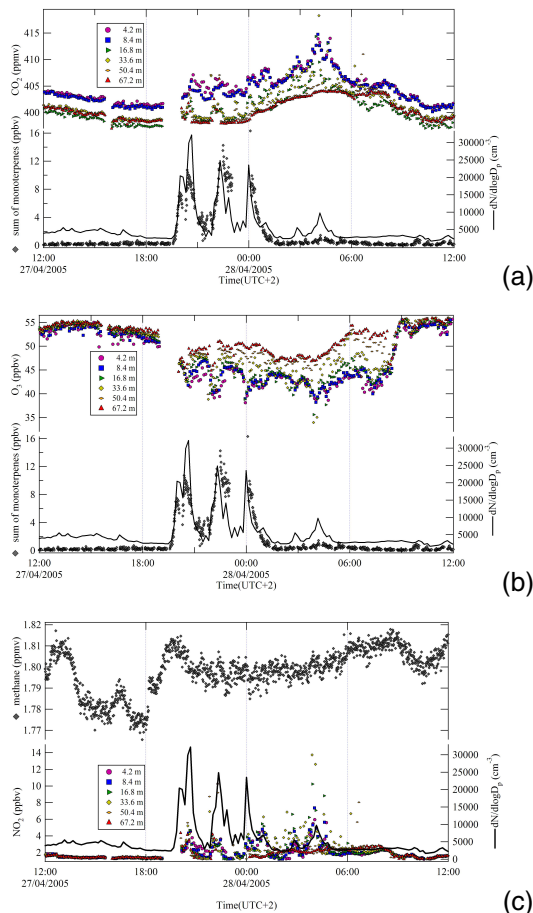 415
410
405
400
CO2 (ppmv)
4.2 m
8.4 m
16.8 m
33.6 m
50.4 m
67.2 m
16
12
8
4
0
sum of monoterpenes (ppbv)
30000
25000
20000
15000
10000
5000
dN/dlogDp (cm-3)
12:00 18:00 00:00 06:00 12:00
27/04/2005 28/04/2005
Time(UTC+2)
(a)
55
50
45
40
35
O3 (ppbv)
4.2 m
8.4 m
16.8 m
33.6 m
50.4 m
67.2 m
16
12
8
4
0
sum of monoterpenes (ppbv)
30000
25000
20000
15000
10000
5000
dN/dlogDp (cm-3)
12:00 18:00 00:00 06:00 12:00
27/04/2005 28/04/2005
Time(UTC+2)
(b)
1.82
1.81
1.80
1.79
1.78
1.77
methane (ppmv)
4.2 m
8.4 m
16.8 m
33.6 m
50.4 m
67.2 m
14
12
10
8
6
4
2
NO2 (ppbv)
30000
25000
20000
15000
10000
5000
0
dN/dlogDp (cm-3)
12:00 18:00 00:00 06:00 12:00
27/04/2005 28/04/2005
Time(UTC+2)
(c)